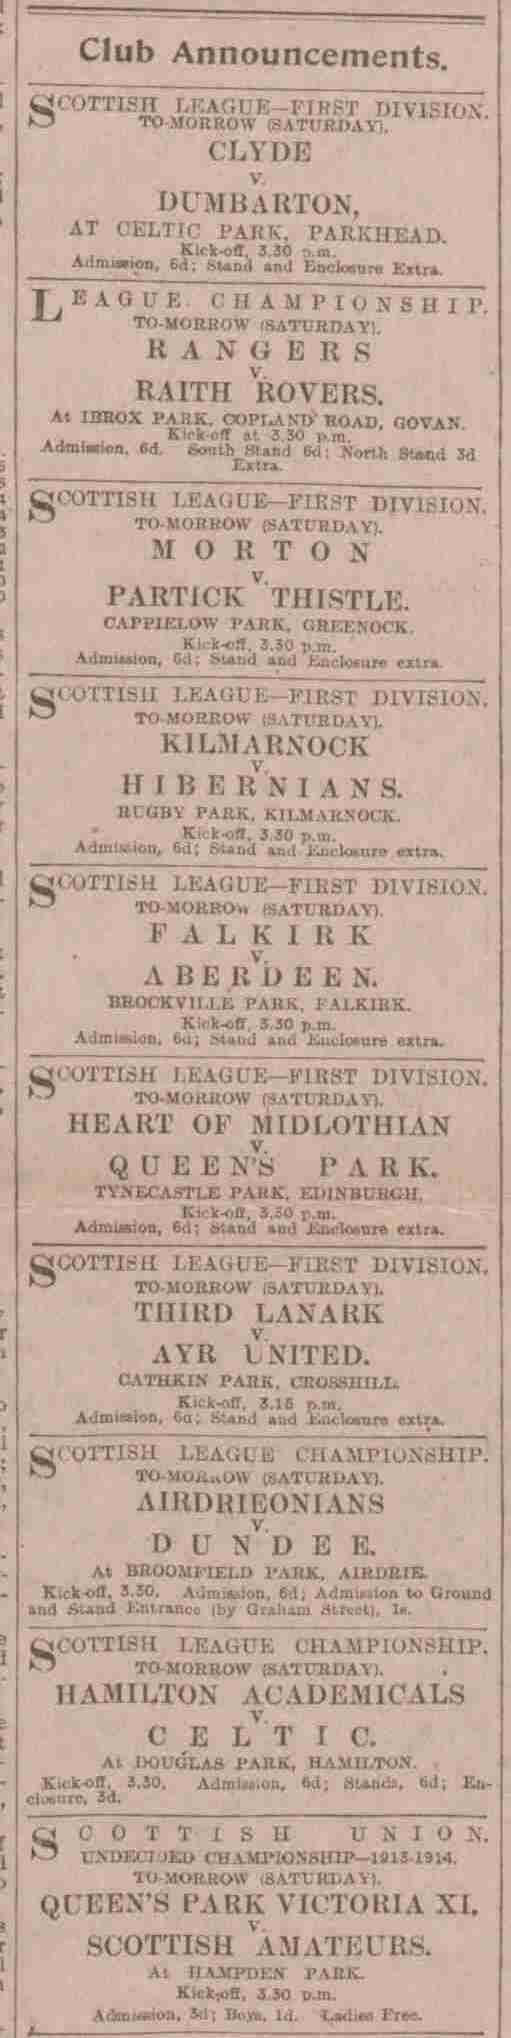 Club Announcements.
SCOTTISH LEAGUE—FIRST DIVISION.
TO-MORROW (SATURDAY).
CLYDE
v.
DUMBARTON,
AT CELTIC PARK, PARKHEAD.
Kick-off, 3.30 p.m.
Admission, 6d; Stand and Enclosure Extra.
LEAGUE CHAMPIONSHIP.
TO-MORROW (SATURDAY).
RANGERS
v.
RAITH ROVERS.
At IBROX PARK, COPLAND ROAD, GOVAN.
Kick-off at 3.30 p.m.
Admission, 6d. South Stand 6d; North Stand 3d
Extra.
SCOTTISH LEAGUE—FIRST DIVISION.
TO-MORROW (SATURDAY).
MORTON
v.
PARTICK THISTLE.
CAPPIELOW PARK, GREENOCK.
Kick-off, 3.30 p.m.
Admission, 6d; Stand and Enclosure extra.
SCOTTISH LEAGUE—FIRST DIVISION.
TO-MORROW (SATURDAY).
KILMARNOCK
v.
HIBERNIANS.
RUGBY PARK, KILMARNOCK.
Kick-off, 3.30 p.m.
Admission, 6d; Stand and Enclosure extra.
SCOTTISH LEAGUE—FIRST DIVISION.
TO-MORROW (SATURDAY).
FALKIRK
v.
ABERDEEN.
BROCKVILLE PARK, FALKIRK.
Kick-off, 3.30 p.m.
Admission, 6d; Stand and Enclosure extra.
SCOTTISH LEAGUE—FIRST DIVISION.
TO-MORROW (SATURDAY).
HEART OF MIDLOTHIAN
v.
QUEEN'S PARK.
TYNECASTLE PARK, EDINBURGH.
Kick-off, 3.30 p.m.
Admission, 6d; Stand and Enclosure extra.
SCOTTISH LEAGUE—FIRST DIVISION.
TO-MORROW (SATURDAY).
THIRD LANARK
v.
AYR UNITED.
CATHKIN PARK, CROSSHILL.
Kick-off, 3.15 p.m.
Admission, 6d; Stand and Enclosure extra.
SCOTTISH LEAGUE CHAMPIONSHIP.
TO-MORROW (SATURDAY).
AIRDRIEONIANS
v.
DUNDEE.
At BROOMFIELD PARK, AIRDRIE.
Kick-off, 3.30. Admission, 6d; Admission to Ground
and Stand Entrance (by Graham Street), 1s.
SCOTTISH LEAGUE CHAMPIONSHIP.
TO-MORROW (SATURDAY).
HAMILTON ACADEMICALS
v.
CELTIC.
At DOUGLAS PARK, HAMILTON.
Kick-off, 3.30. Admission, 6d; Stands, 6d; En-
closure, 3d.
SCOTTISH UNION.
UNDECIDED CHAMPIONSHIP—1913-1914.
TO-MORROW (SATURDAY).
QUEEN'S PARK VICTORIA XI.
v.
SCOTTISH AMATEURS.
At HAMPDEN PARK.
Kick-off, 3.30 p.m.
Admission, 3d; Boys, 1d. Ladies Free.